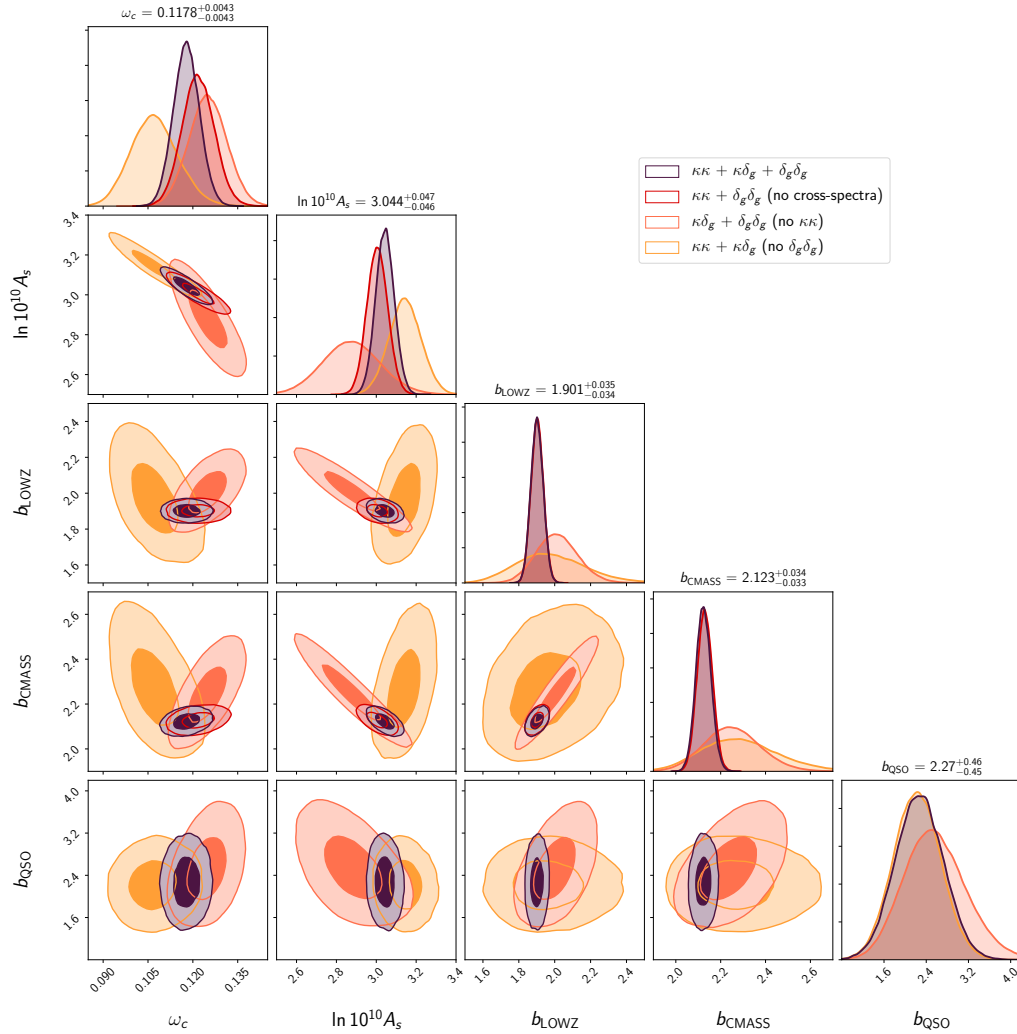 ω_c = 0.1178^{+0.0043}_{−0.0043}
κκ + κδ_g + δ_gδ_g
κκ + δ_gδ_g (no cross-spectra)
κδ_g + δ_gδ_g (no κκ)
κκ + κδ_g (no δ_gδ_g)
ln 10^{10}A_s = 3.044^{+0.047}_{−0.046}
3.4
3.2
3.0
2.8
2.6
ln 10^{10}A_s
b_LOWZ = 1.901^{+0.035}_{−0.034}
2.4
2.2
2.0
1.8
1.6
b_LOWZ
b_CMASS = 2.123^{+0.034}_{−0.033}
2.6
2.4
2.2
2.0
b_CMASS
b_QSO = 2.27^{+0.46}_{−0.45}
4.0
3.2
2.4
1.6
b_QSO
0.090 0.105 0.120 0.135 2.6 2.8 3.0 3.2 3.4 1.6 1.8 2.0 2.2 2.4 2.0 2.2 2.4 2.6 1.6 2.4 3.2 4.0
ω_c ln 10^{10}A_s b_LOWZ b_CMASS b_QSO